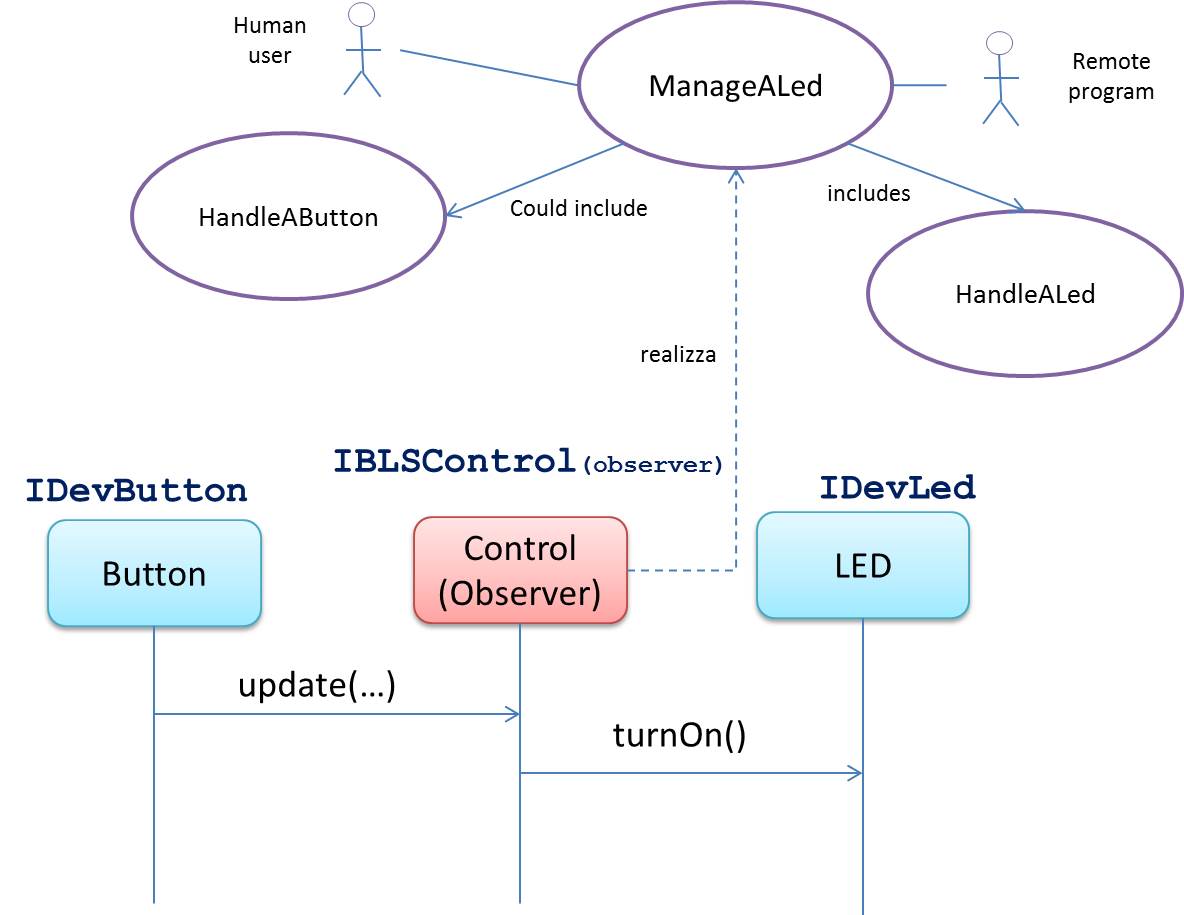 Human
user
ManageALed
Remote
program
HandleAButton
Could include
includes
HandleALed
realizza
IBLSControl(observer)
IDevButton
IDevLed
Button
Control
(Observer)
LED
update(…)
turnOn()